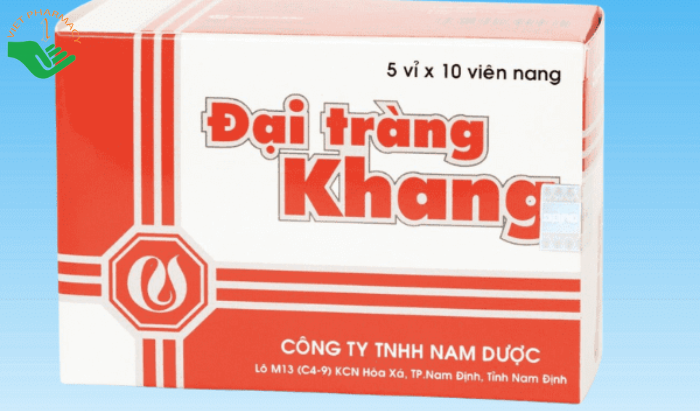 5 vỉ x 10 viên nang
Đại tràng
Khang
CÔNG TY TNHH NAM DƯỢC
Lô M13 (C4-9) KCN Hòa Xá, TP.Nam Định, Tỉnh Nam Định